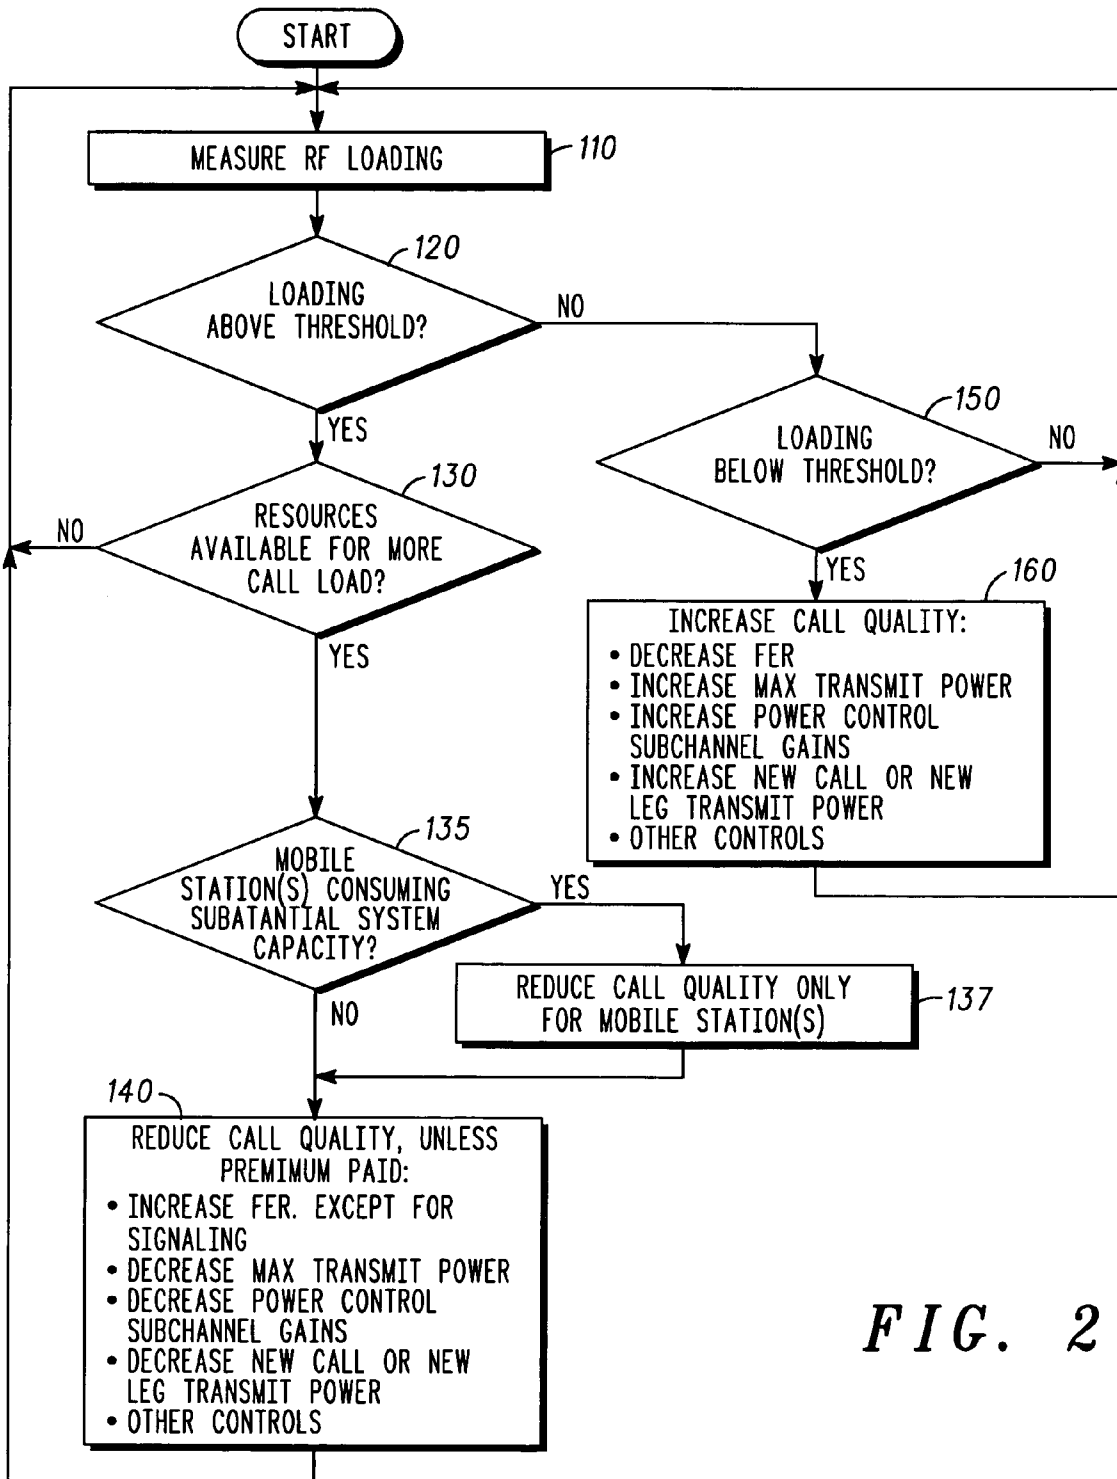 START
MEASURE RF LOADING
110
120
LOADING
ABOVE THRESHOLD?
NO
YES
150
LOADING
BELOW THRESHOLD?
NO
YES
130
RESOURCES
AVAILABLE FOR MORE
CALL LOAD?
NO
YES
160
INCREASE CALL QUALITY:
• DECREASE FER
• INCREASE MAX TRANSMIT POWER
• INCREASE POWER CONTROL
SUBCHANNEL GAINS
• INCREASE NEW CALL OR NEW
LEG TRANSMIT POWER
• OTHER CONTROLS
135
MOBILE
STATION(S) CONSUMING
SUBATANTIAL SYSTEM
CAPACITY?
YES
NO
REDUCE CALL QUALITY ONLY
FOR MOBILE STATION(S)
137
140
REDUCE CALL QUALITY, UNLESS
PREMIMUM PAID:
• INCREASE FER. EXCEPT FOR
SIGNALING
• DECREASE MAX TRANSMIT POWER
• DECREASE POWER CONTROL
SUBCHANNEL GAINS
• DECREASE NEW CALL OR NEW
LEG TRANSMIT POWER
• OTHER CONTROLS
FIG. 2